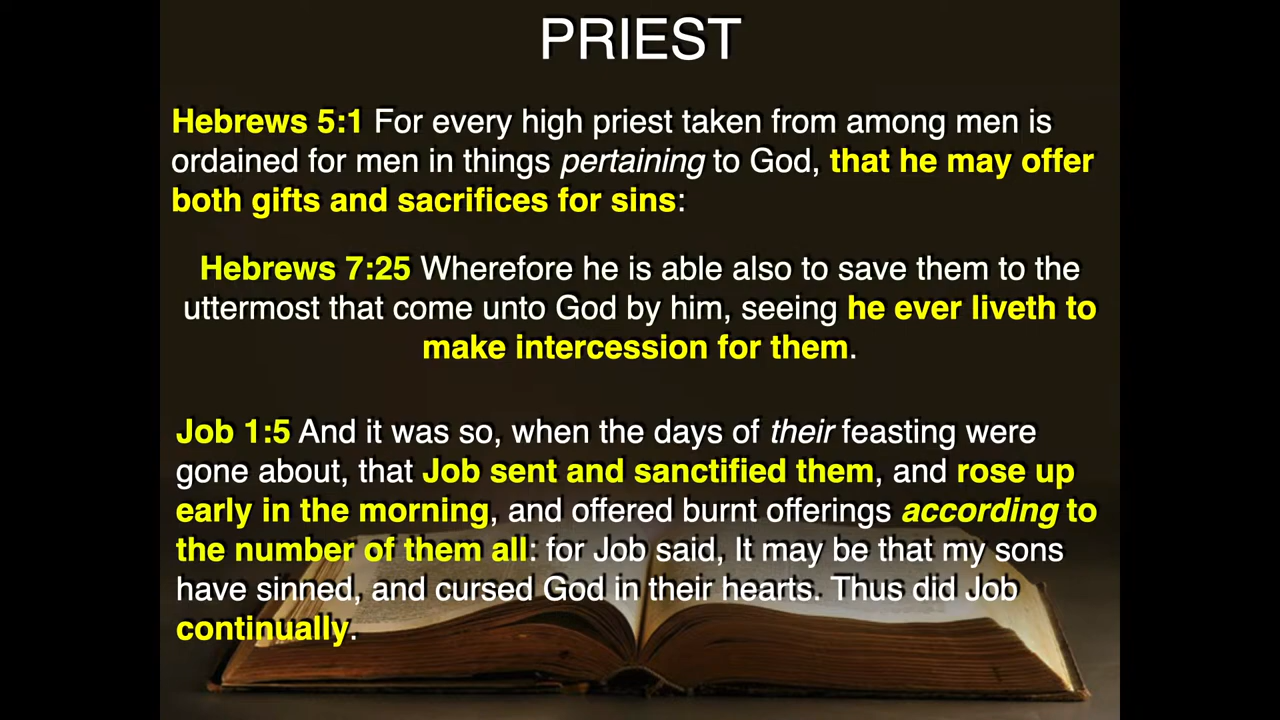 PRIEST
Hebrews 5:1 For every high priest taken from among men is
ordained for men in things pertaining to God, that he may offer
both gifts and sacrifices for sins:
Hebrews 7:25 Wherefore he is able also to save them to the
uttermost that come unto God by him, seeing he ever liveth to
make intercession for them.
Job 1:5 And it was so, when the days of their feasting were
gone about, that Job sent and sanctified them, and rose up
early in the morning, and offered burnt offerings according to
the number of them all: for Job said, It may be that my sons
have sinned, and cursed God in their hearts. Thus did Job
continually.